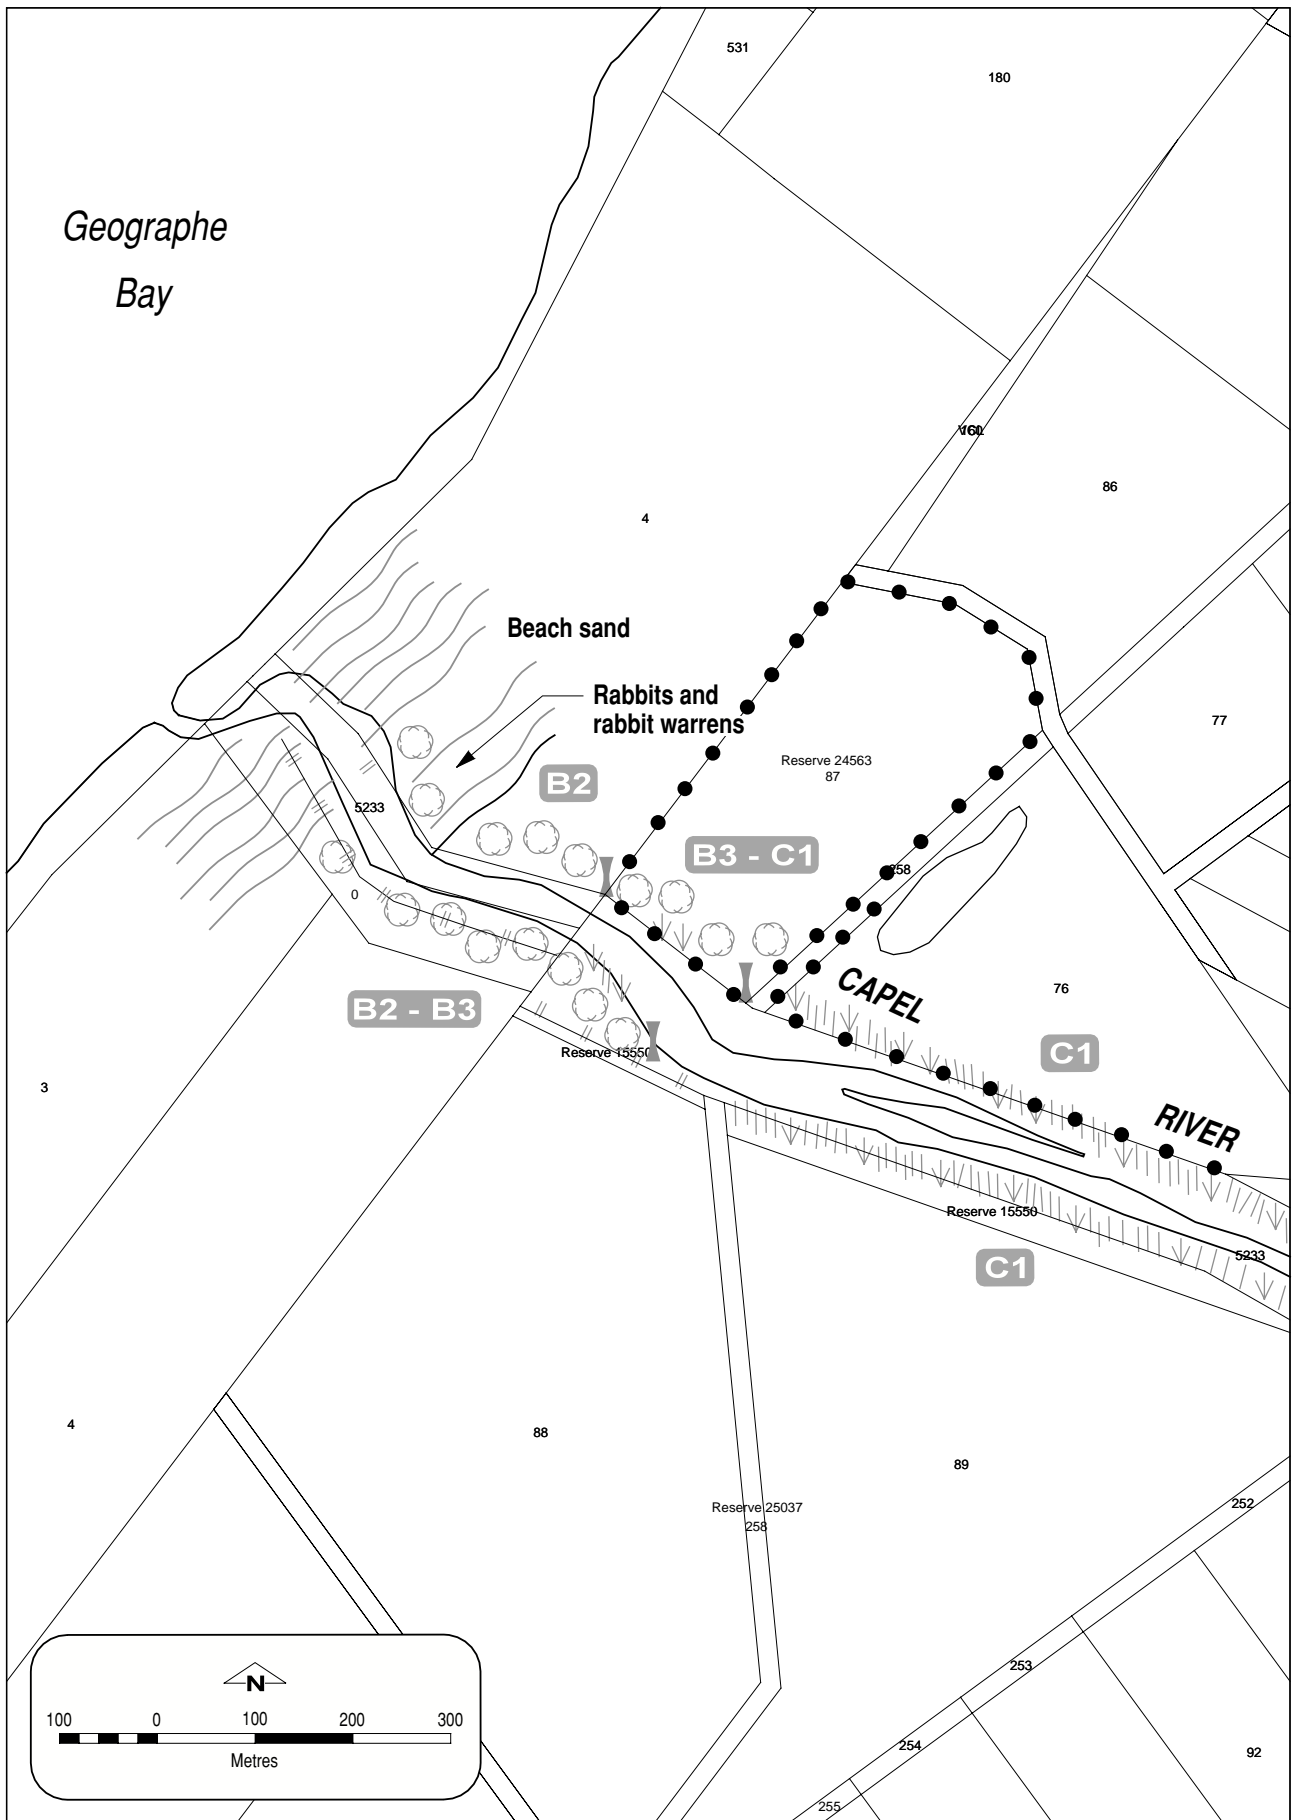 531
180
Geographe
Bay
86
4
Beach sand
Rabbits and
rabbit warrens
77
Reserve 24563
87
B2
5233
B3 - C1
258
0
CAPEL
76
B2 - B3
C1
Reserve 15550
3
RIVER
Reserve 15550
5233
C1
4
88
89
Reserve 25037
258
252
253
254
92
255
N
100 0 100 200 300
Metres